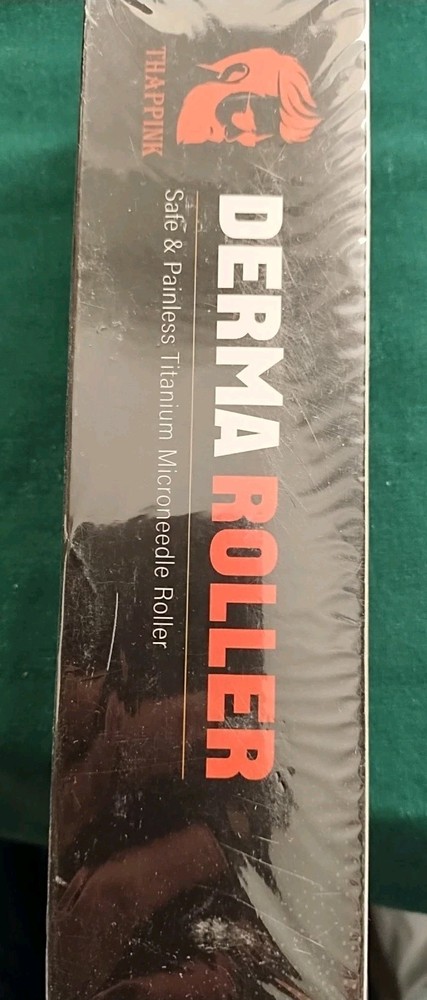 THAPPINK
DERMA ROLLER
Safe & Painless Titanium Microneedle Roller